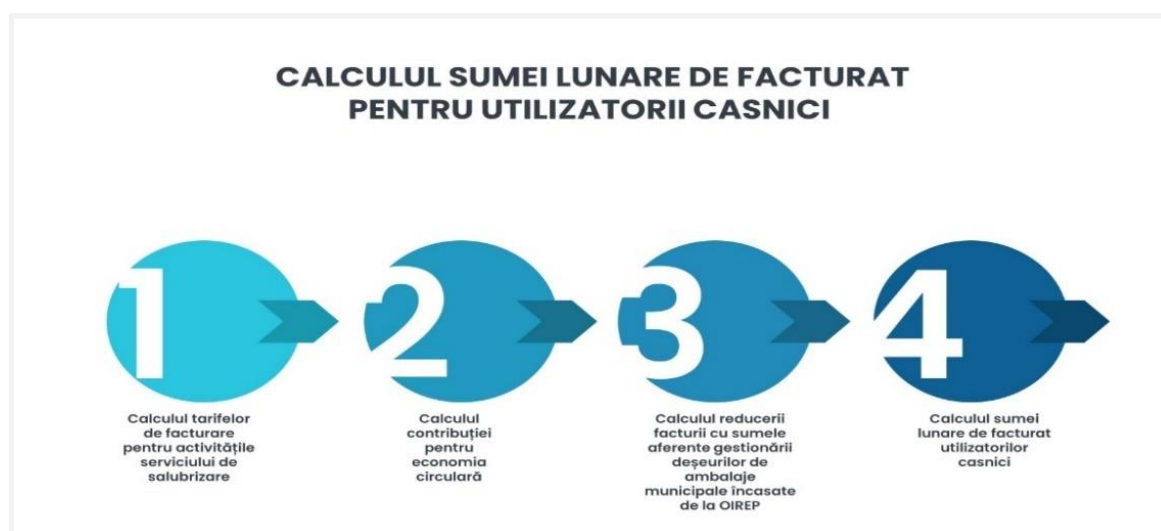 CALCULUL SUMEI LUNARE DE FACTURAT
PENTRU UTILIZATORII CASNICI
1
Calculul tarifelor
de facturare
pentru activitățile
serviciului de
salubrizare
2
Calculul
contribuției
pentru
economia
circulară
3
Calculul reducerii
facturii cu sumele
aferente gestionării
deșeurilor de
ambalaje
municipale încasate
de la OIREP
4
Calculul sumei
lunare de facturat
utilizatorilor
casnici